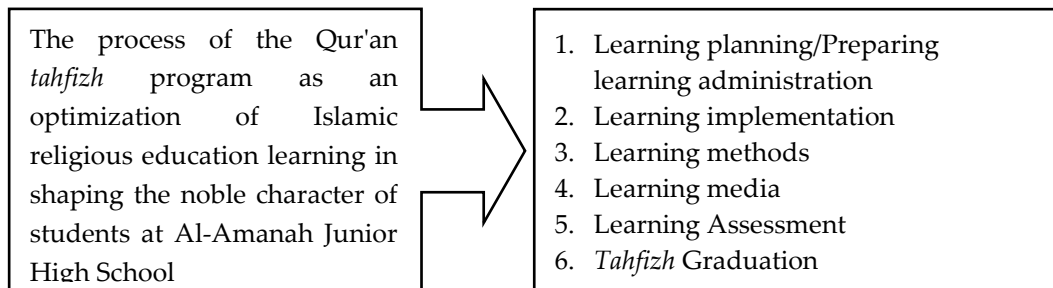 The process of the Qur'an
tahfizh program as an
optimization of Islamic
religious education learning in
shaping the noble character of
students at Al-Amanah Junior
High School
1. Learning planning/Preparing
learning administration
2. Learning implementation
3. Learning methods
4. Learning media
5. Learning Assessment
6. Tahfizh Graduation